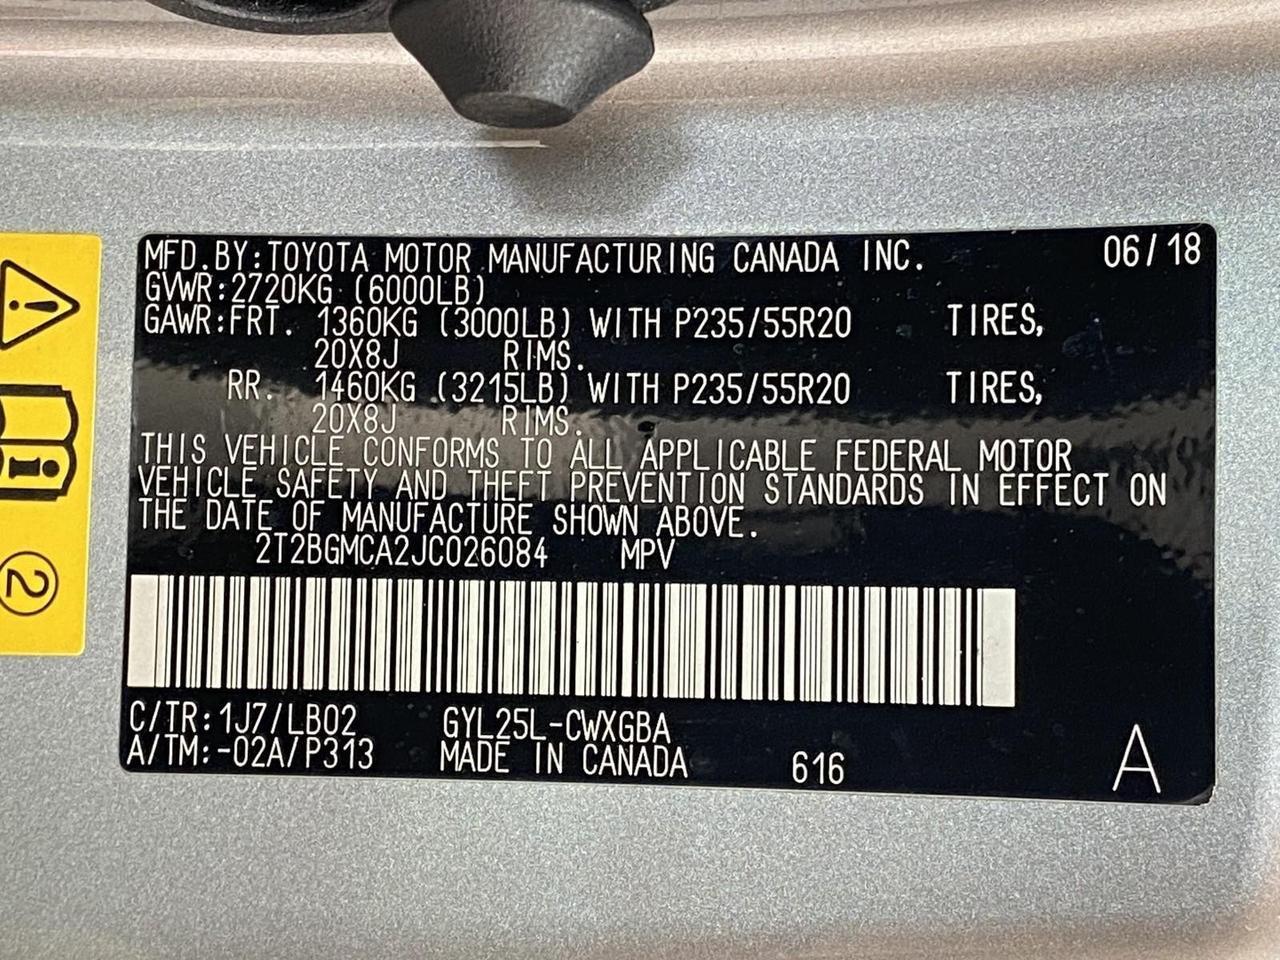 MFD.BY:TOYOTA MOTOR MANUFACTURING CANADA INC. 06/18
GVWR:2720KG (6000LB)
GAWR:FRT. 1360KG (3000LB) WITH P235/55R20 TIRES,
20X8J RIMS.
RR. 1460KG (3215LB) WITH P235/55R20 TIRES,
20X8J RIMS.
THIS VEHICLE CONFORMS TO ALL APPLICABLE FEDERAL MOTOR
VEHICLE SAFETY AND THEFT PREVENTION STANDARDS IN EFFECT ON
THE DATE OF MANUFACTURE SHOWN ABOVE.
2T2BGMCA2JC026084 MPV
C/TR:1J7/LB02 GYL25L-CWXGBA
A/TM:-02A/P313 MADE IN CANADA 616 A
2